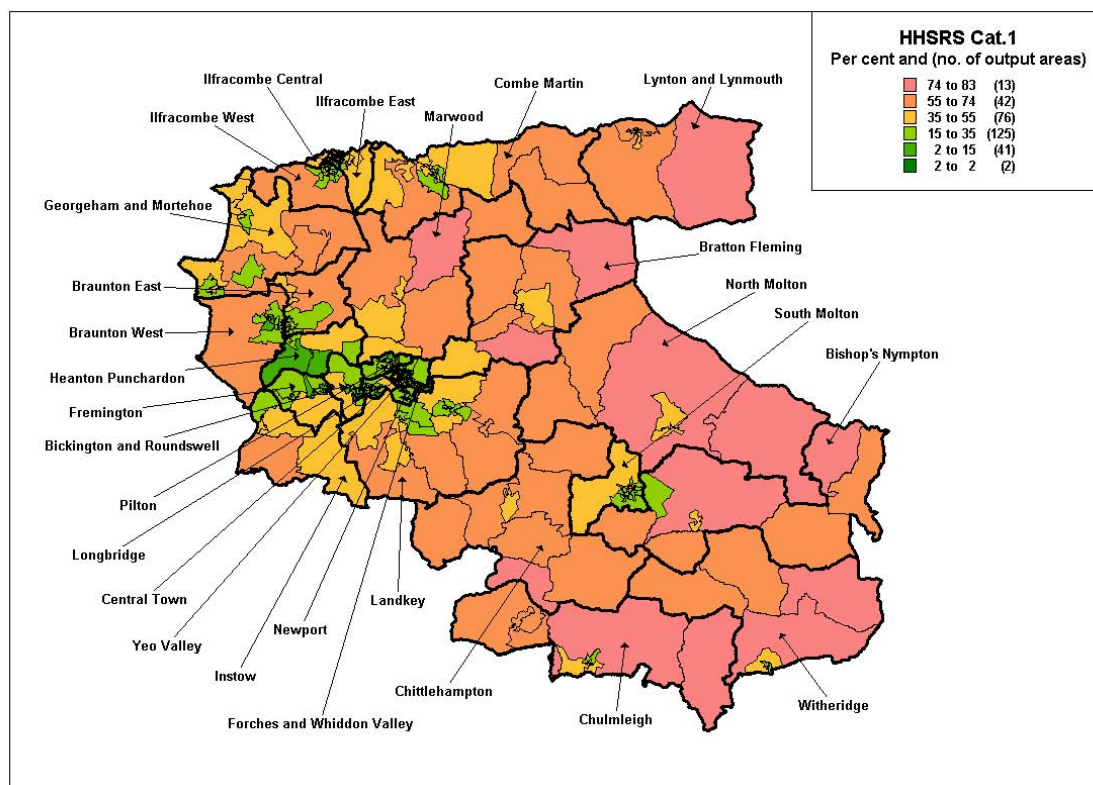 HHSRS Cat.1
Per cent and (no. of output areas)
74 to 83 (13)
55 to 74 (42)
35 to 55 (76)
15 to 35 (125)
2 to 15 (41)
2 to 2 (2)
Ilfracombe Central
Ilfracombe East
Ilfracombe West
Combe Martin
Marwood
Lynton and Lynmouth
Georgeham and Mortehoe
Bratton Fleming
Braunton East
North Molton
South Molton
Braunton West
Bishop's Nympton
Heanton Punchardon
Fremington
Bickington and Roundswell
Pilton
Longbridge
Central Town
Landkey
Newport
Yeo Valley
Instow
Chittlehampton
Forches and Whiddon Valley
Chulmleigh
Witheridge